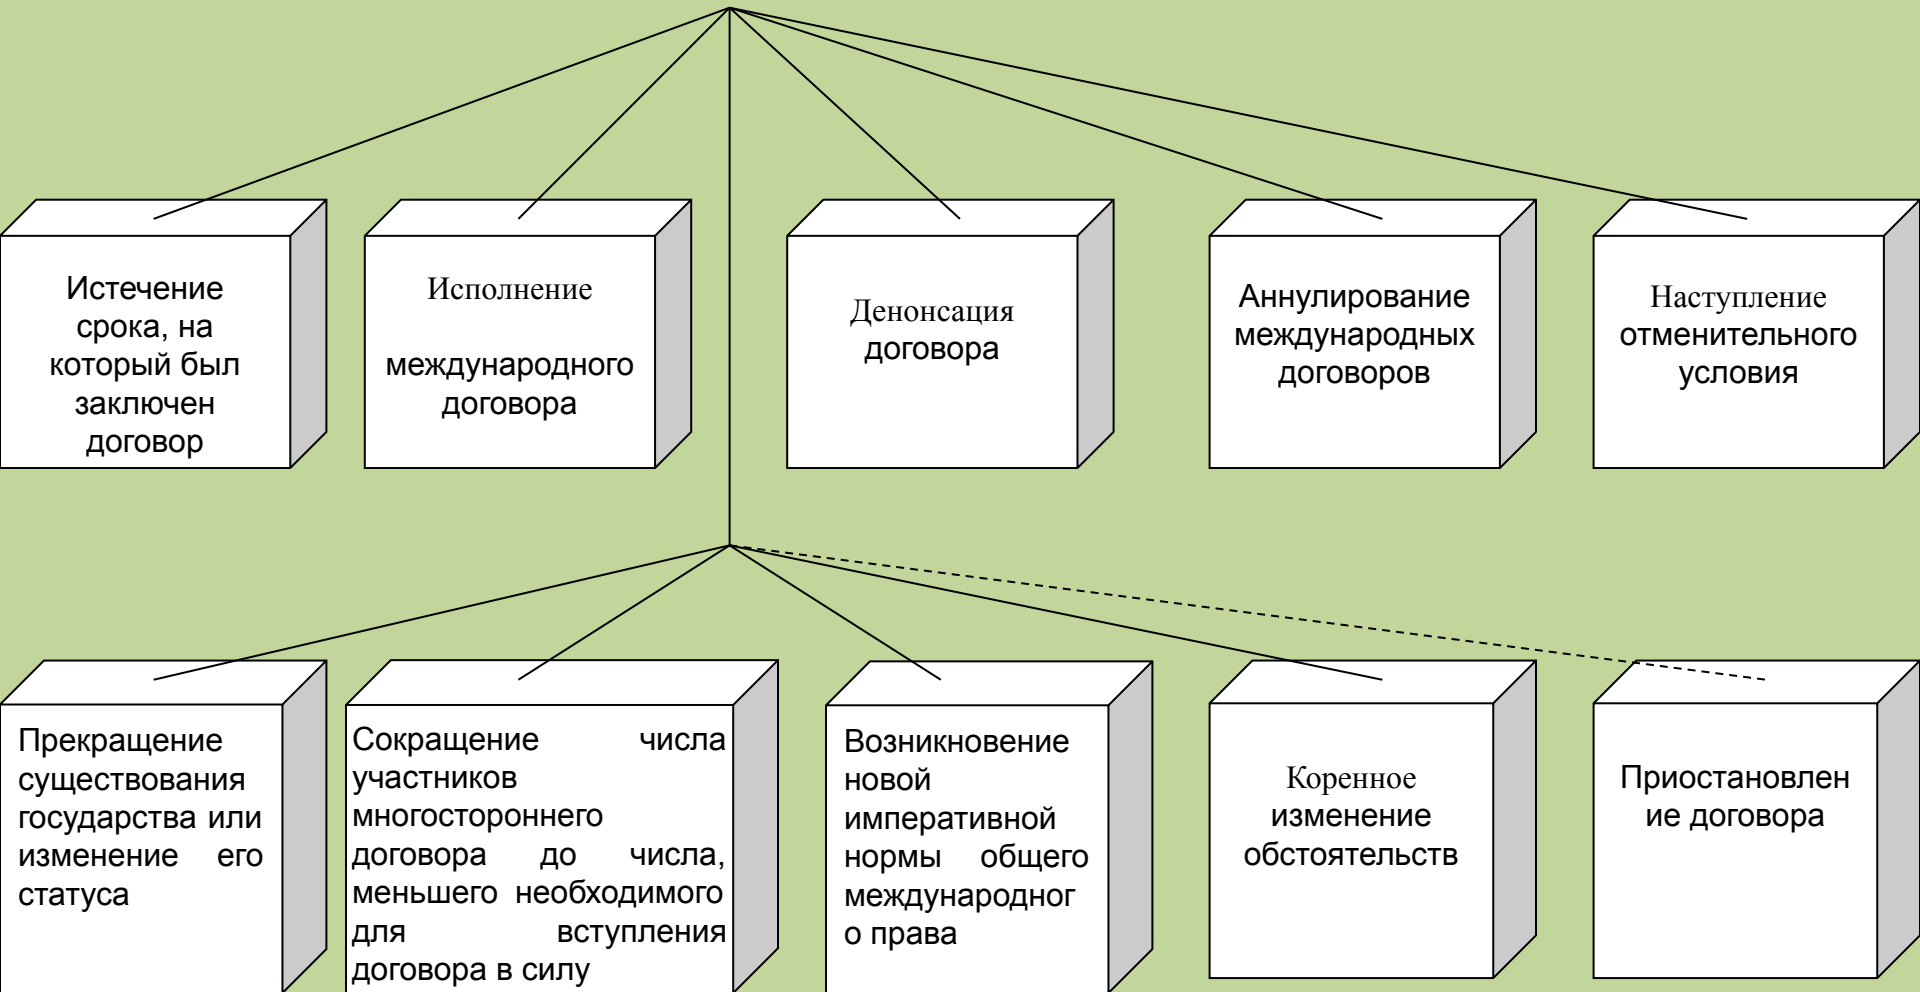 Истечение
срока, на
который был
заключен
договор
Исполнение
международного
договора
Денонсация
договора
Аннулирование
международных
договоров
Наступление
отменительного
условия
Прекращение
существования
государства или
изменение его
статуса
Сокращение числа
участников
многостороннего
договора до числа,
меньшего необходимого
для вступления
договора в силу
Возникновение
новой
императивной
нормы общего
международног
о права
Коренное
изменение
обстоятельств
Приостановлен
ие договора